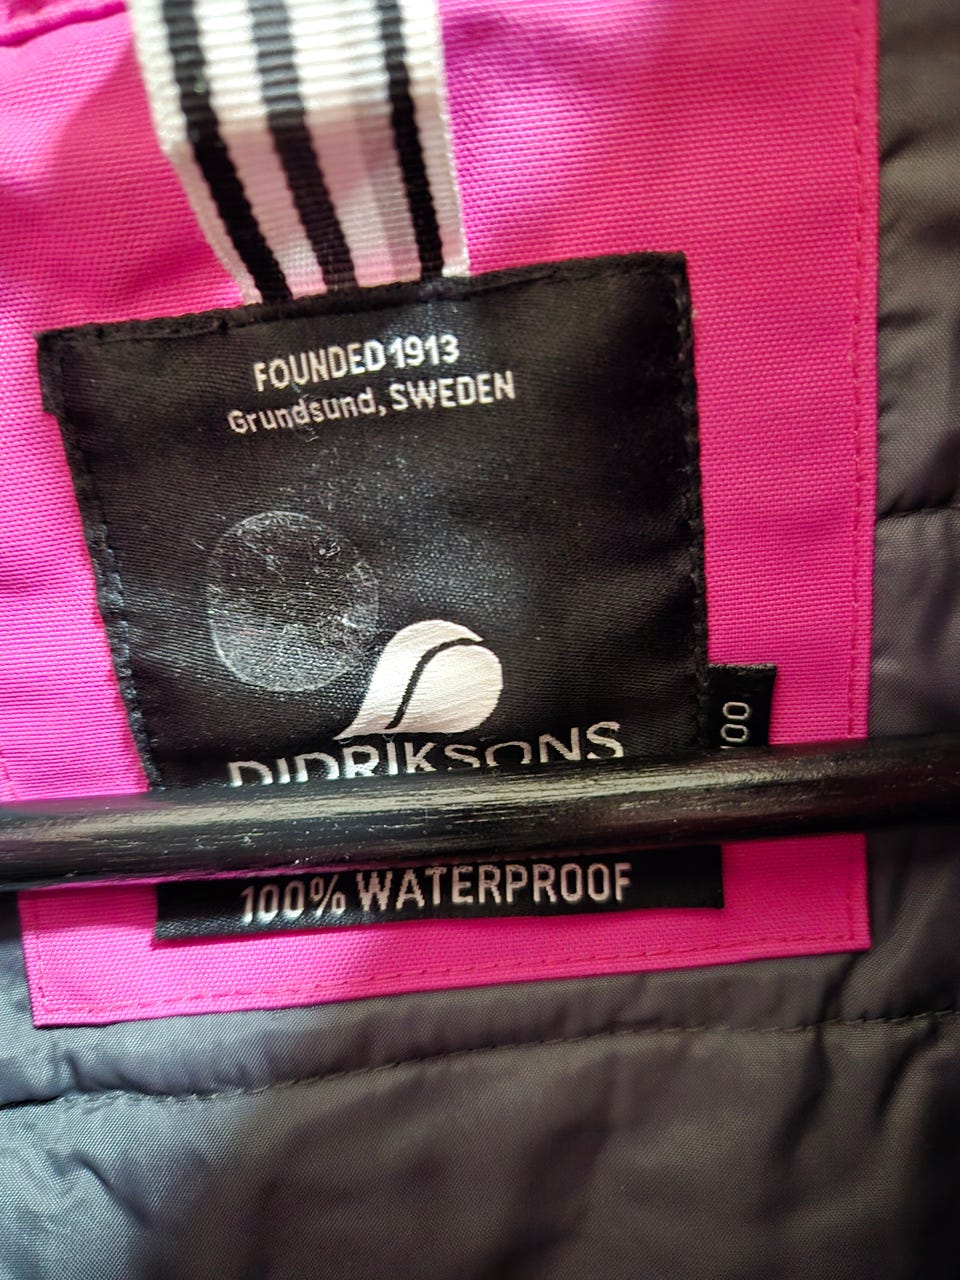 FOUNDED 1913
Grundsund, SWEDEN
DIDRIKSONS
100% WATERPROOF